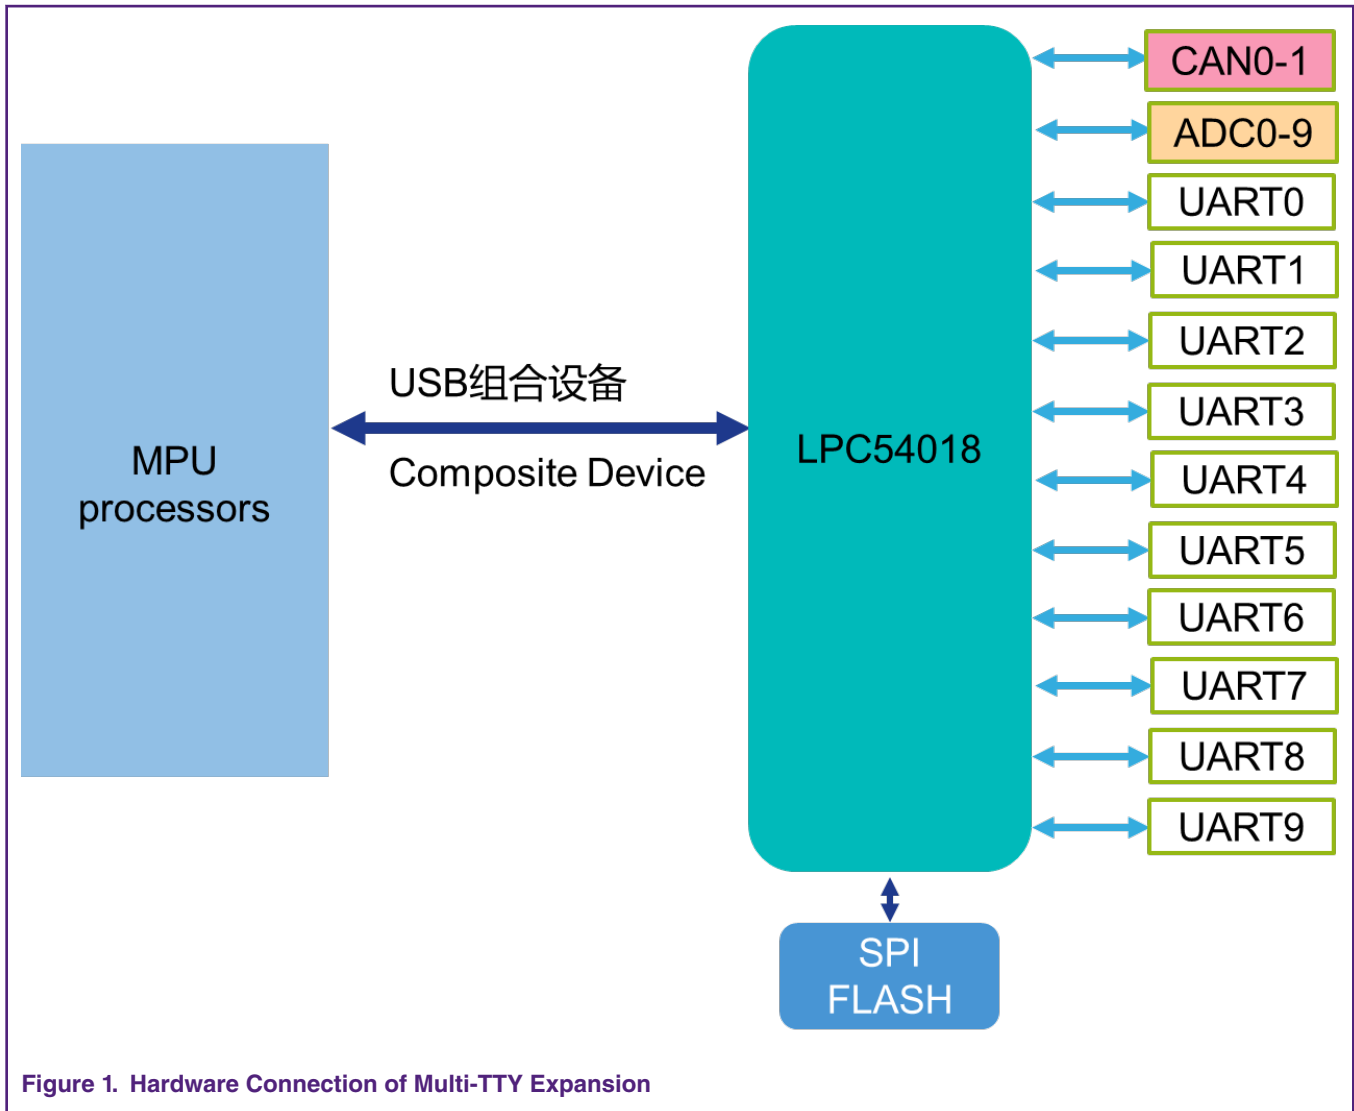 MPU
processors
USB组合设备
Composite Device
LPC54018
CAN0-1
ADC0-9
UART0
UART1
UART2
UART3
UART4
UART5
UART6
UART7
UART8
UART9
SPI
FLASH
Figure 1. Hardware Connection of Multi-TTY Expansion